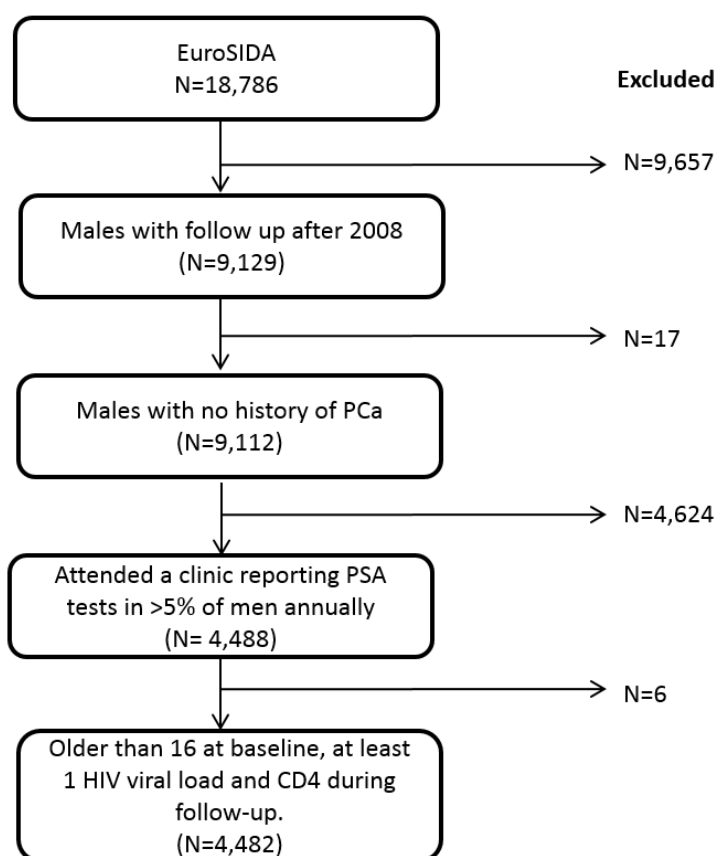 EuroSIDA
N=18,786
Excluded
N=9,657
Males with follow up after 2008
(N=9,129)
N=17
Males with no history of PCa
(N=9,112)
N=4,624
Attended a clinic reporting PSA
tests in >5% of men annually
(N= 4,488)
N=6
Older than 16 at baseline, at least
1 HIV viral load and CD4 during
follow-up.
(N=4,482)